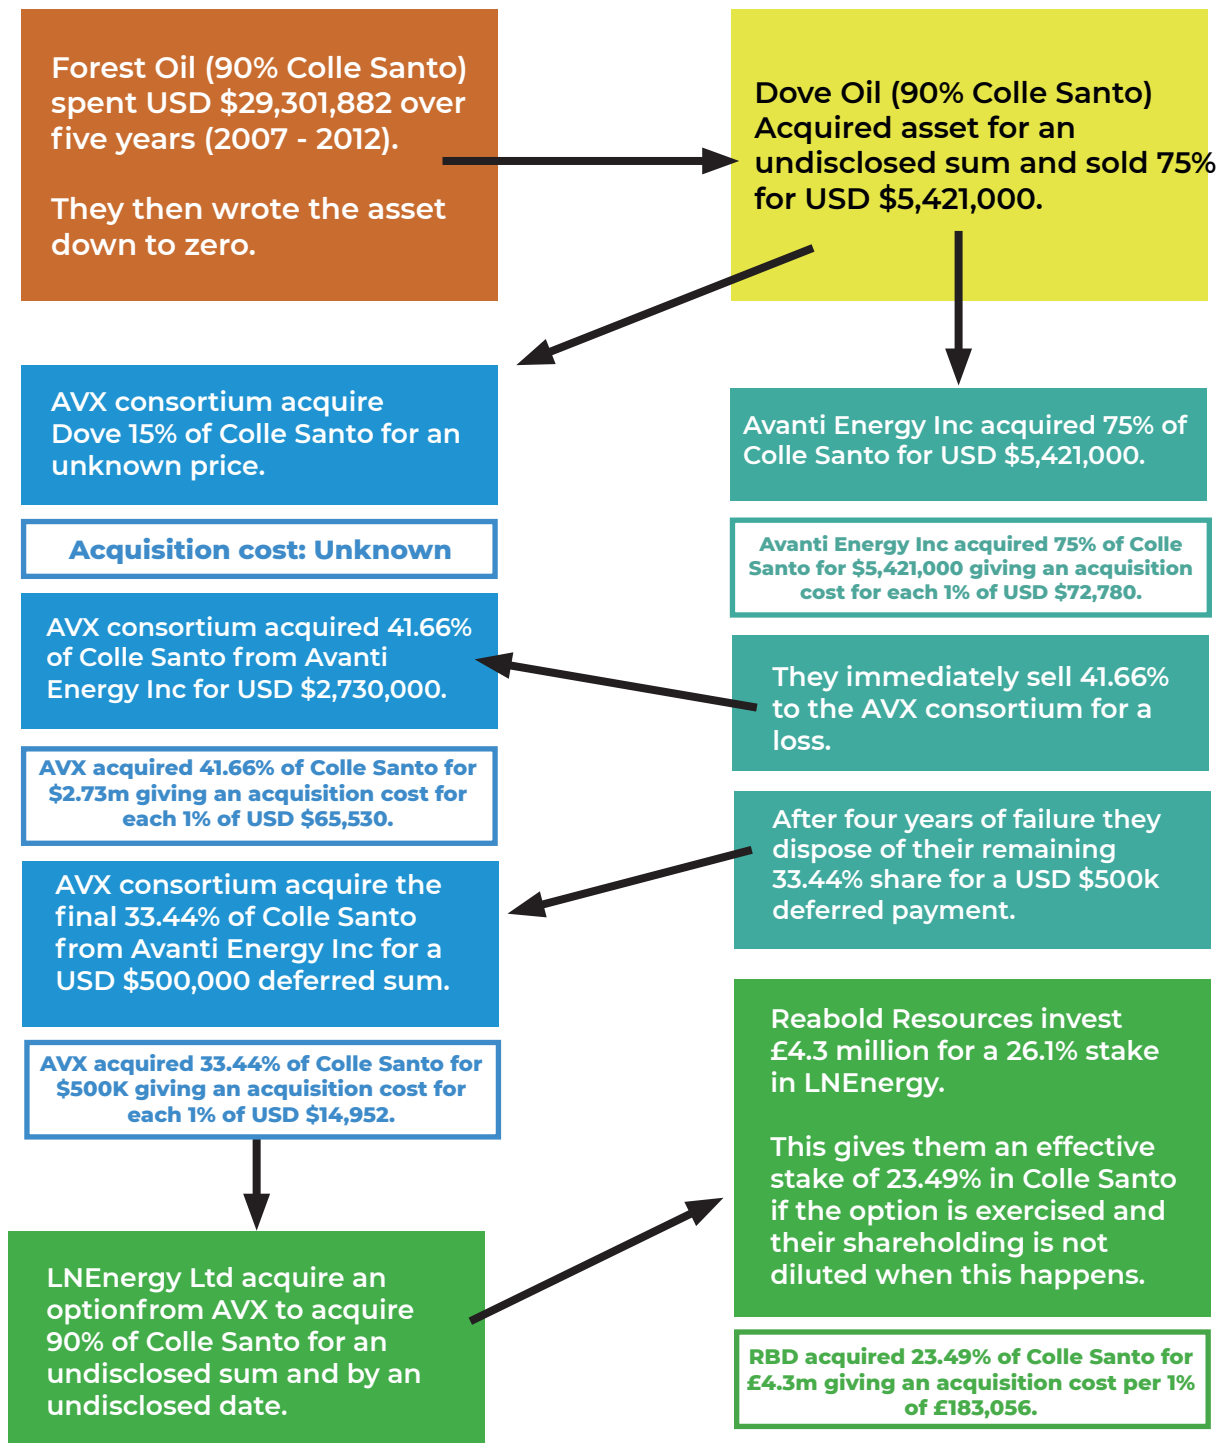 Forest Oil (90% Colle Santo)
spent USD $29,301,882 over
five years (2007 - 2012).
They then wrote the asset
down to zero.
Dove Oil (90% Colle Santo)
Acquired asset for an
undisclosed sum and sold 75%
for USD $5,421,000.
AVX consortium acquire
Dove 15% of Colle Santo for an
unknown price.
Acquisition cost: Unknown
Avanti Energy Inc acquired 75% of
Colle Santo for USD $5,421,000.
Avanti Energy Inc acquired 75% of Colle
Santo for $5,421,000 giving an acquisition
cost for each 1% of USD $72,780.
AVX consortium acquired 41.66%
of Colle Santo from Avanti
Energy Inc for USD $2,730,000.
They immediately sell 41.66%
to the AVX consortium for a
loss.
AVX acquired 41.66% of Colle Santo for
$2.73m giving an acquisition cost for
each 1% of USD $65,530.
After four years of failure they
dispose of their remaining
33.44% share for a USD $500k
deferred payment.
AVX consortium acquire the
final 33.44% of Colle Santo
from Avanti Energy Inc for a
USD $500,000 deferred sum.
AVX acquired 33.44% of Colle Santo for
$500K giving an acquisition cost for
each 1% of USD $14,952.
LNEnergy Ltd acquire an
optionfrom AVX to acquire
90% of Colle Santo for an
undisclosed sum and by an
undisclosed date.
Reabold Resources invest
£4.3 million for a 26.1% stake
in LNEnergy.
This gives them an effective
stake of 23.49% in Colle Santo
if the option is exercised and
their shareholding is not
diluted when this happens.
RBD acquired 23.49% of Colle Santo for
£4.3m giving an acquisition cost per 1%
of £183,056.